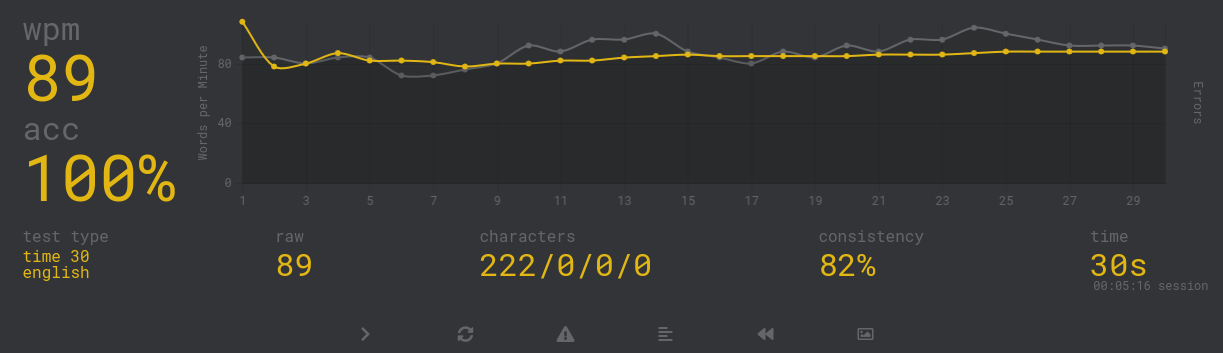 wpm
89
acc
100%
Words per Minute
80
40
0
1 3 5 7 9 11 13 15 17 19 21 23 25 27 29
Errors
test type
time 30
english
raw
89
characters
222/0/0/0
consistency
82%
time
30s
00:05:16 session